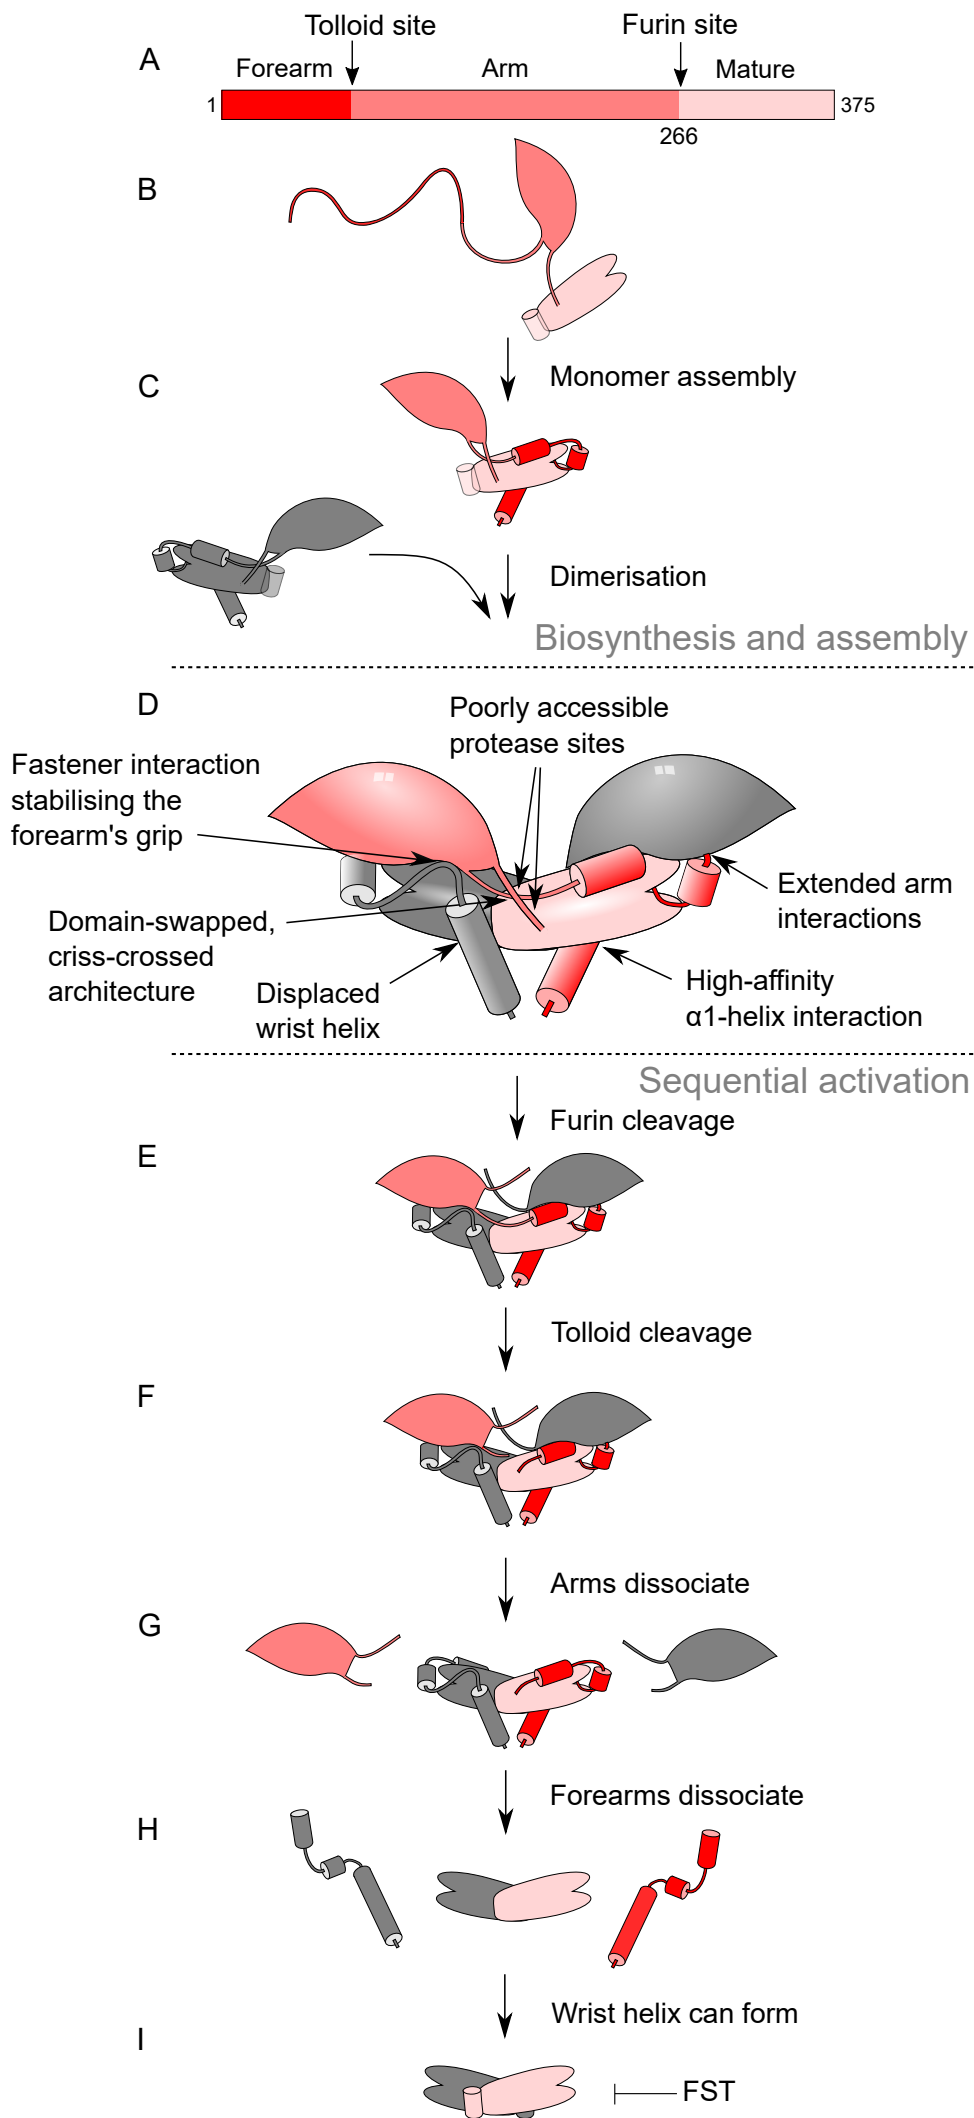 Tolloid site
Furin site
A
Forearm
Arm
Mature
1
375
266
B
Monomer assembly
C
Dimerisation
Biosynthesis and assembly
D
Poorly accessible
protease sites
Fastener interaction
stabilising the
forearm's grip
Extended arm
interactions
Domain-swapped,
criss-crossed
architecture
Displaced
wrist helix
High-affinity
α1-helix interaction
Sequential activation
Furin cleavage
E
Tolloid cleavage
F
Arms dissociate
G
Forearms dissociate
H
Wrist helix can form
I
FST